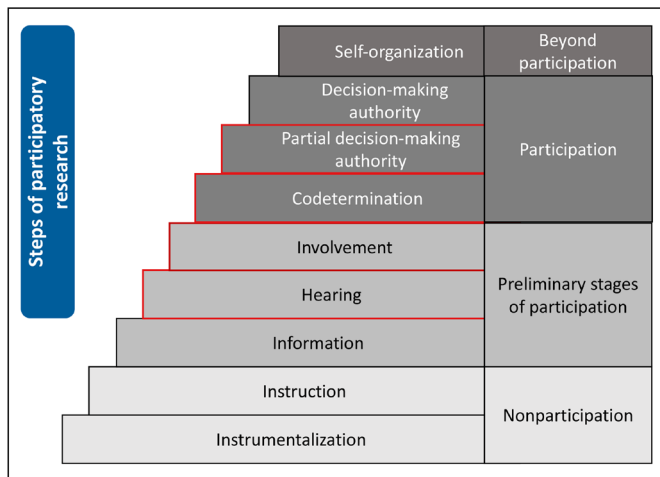 Steps of participatory
research
Self-organization
Beyond
participation
Decision-making
authority
Partial decision-making
authority
Codetermination
Participation
Involvement
Hearing
Information
Preliminary stages
of participation
Instruction
Instrumentalization
Nonparticipation